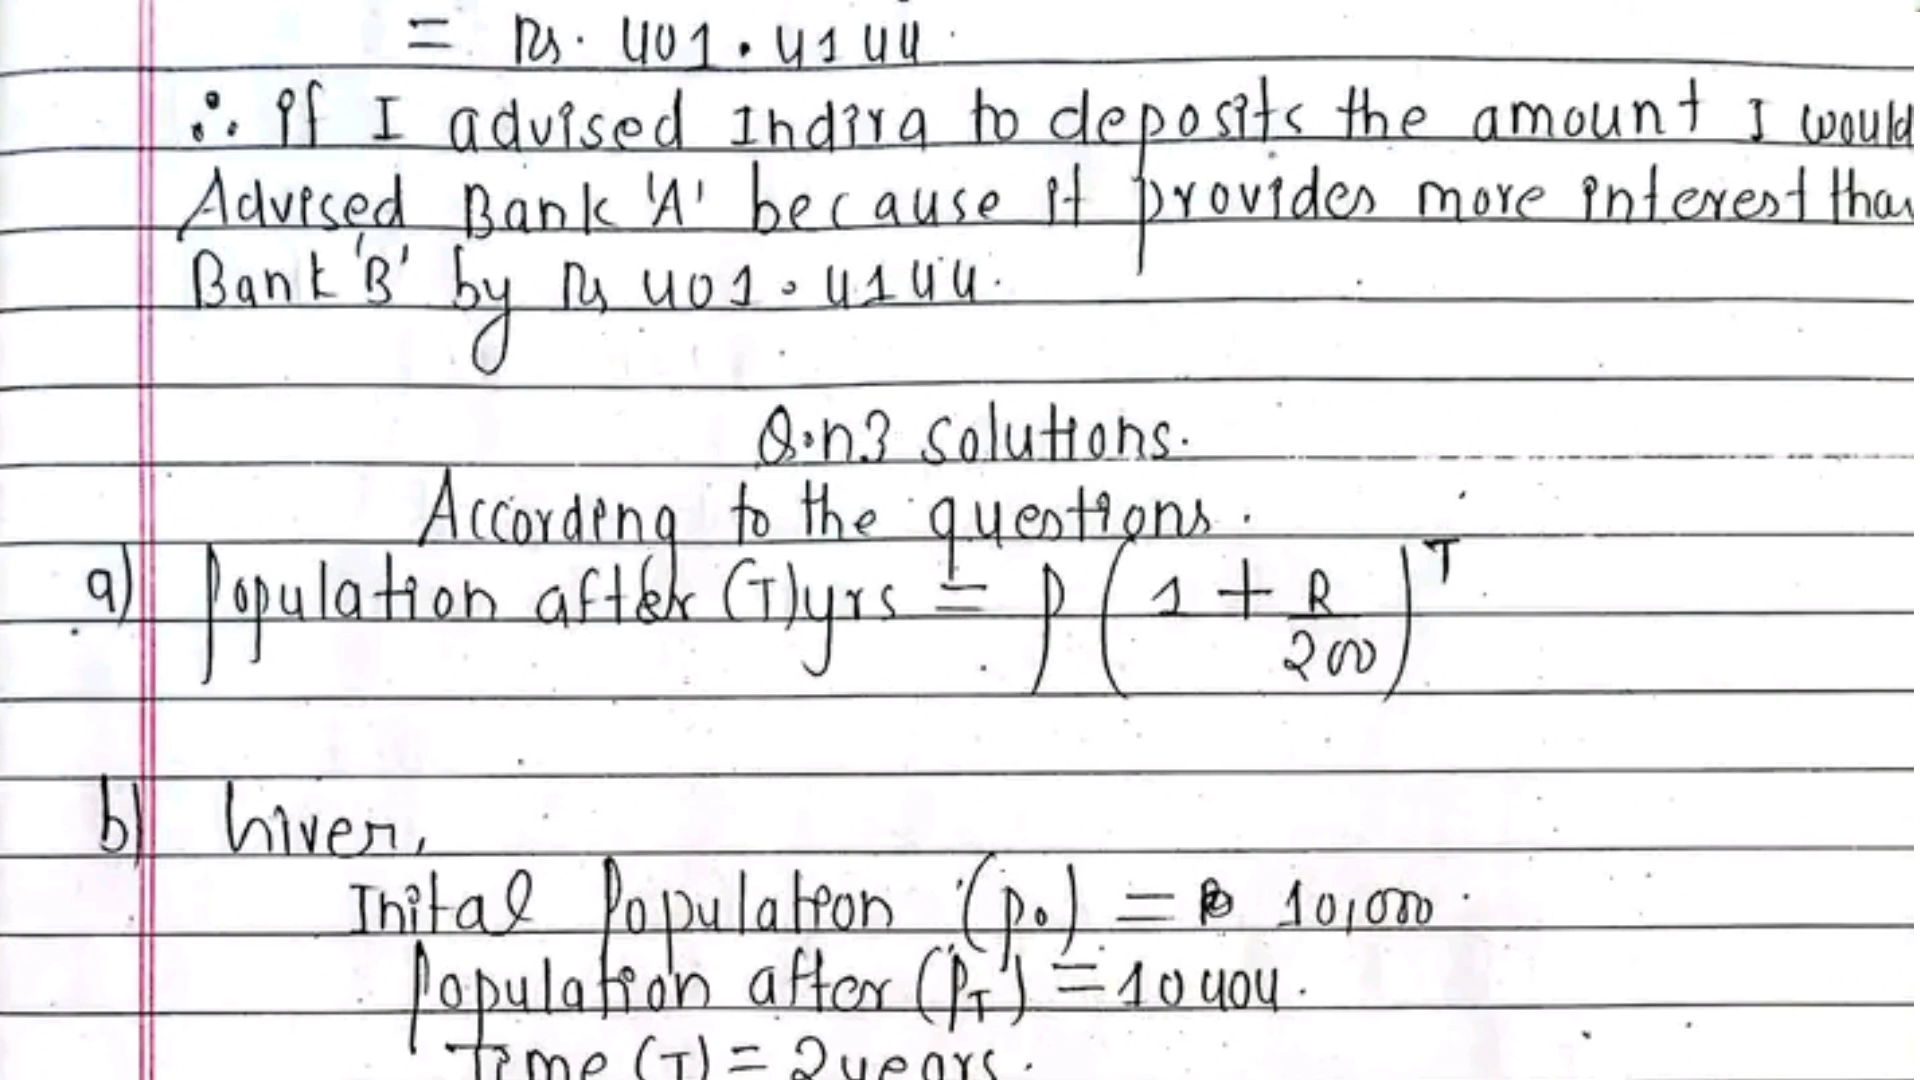 = Rs. 401.4144
∴ if I advised Indira to deposits the amount I would
Advised Bank 'A' because it provides more interest than
Bank 'B' by Rs 401.4144.
Q.n3 solutions.
According to the questions.
a) Population after (T)yrs = P(1 + R/200)^T
b) Given,
Inital Population (P₀) = 10,000
Population after (P_T) = 10404.
Time (T) = 2 years.